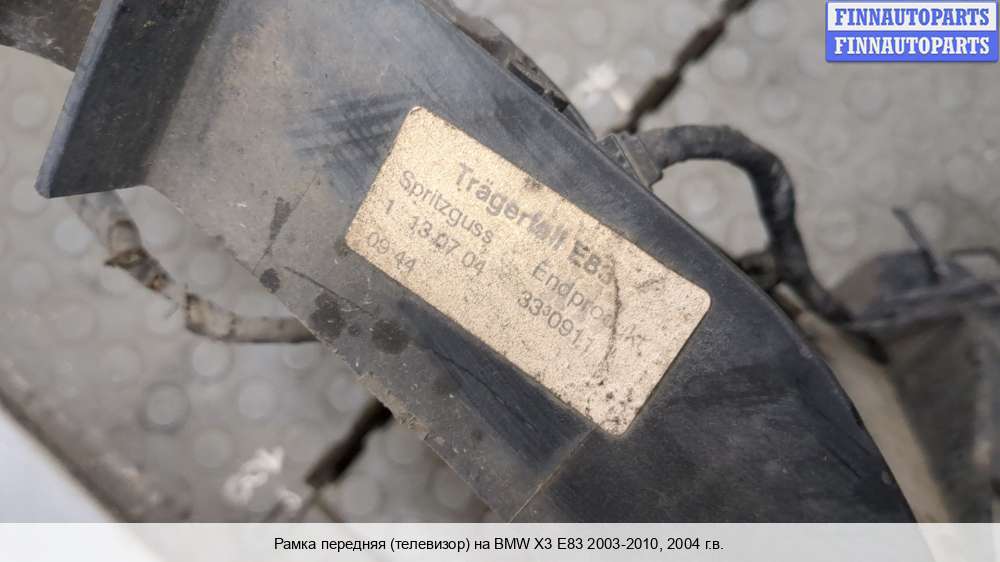 FINNAUTOPARTS
FINNAUTOPARTS
Trägerteil E83
Spritzguss Endprodukt
1 13 07 04
09:44
Рамка передняя (телевизор) на BMW X3 E83 2003-2010, 2004 г.в.